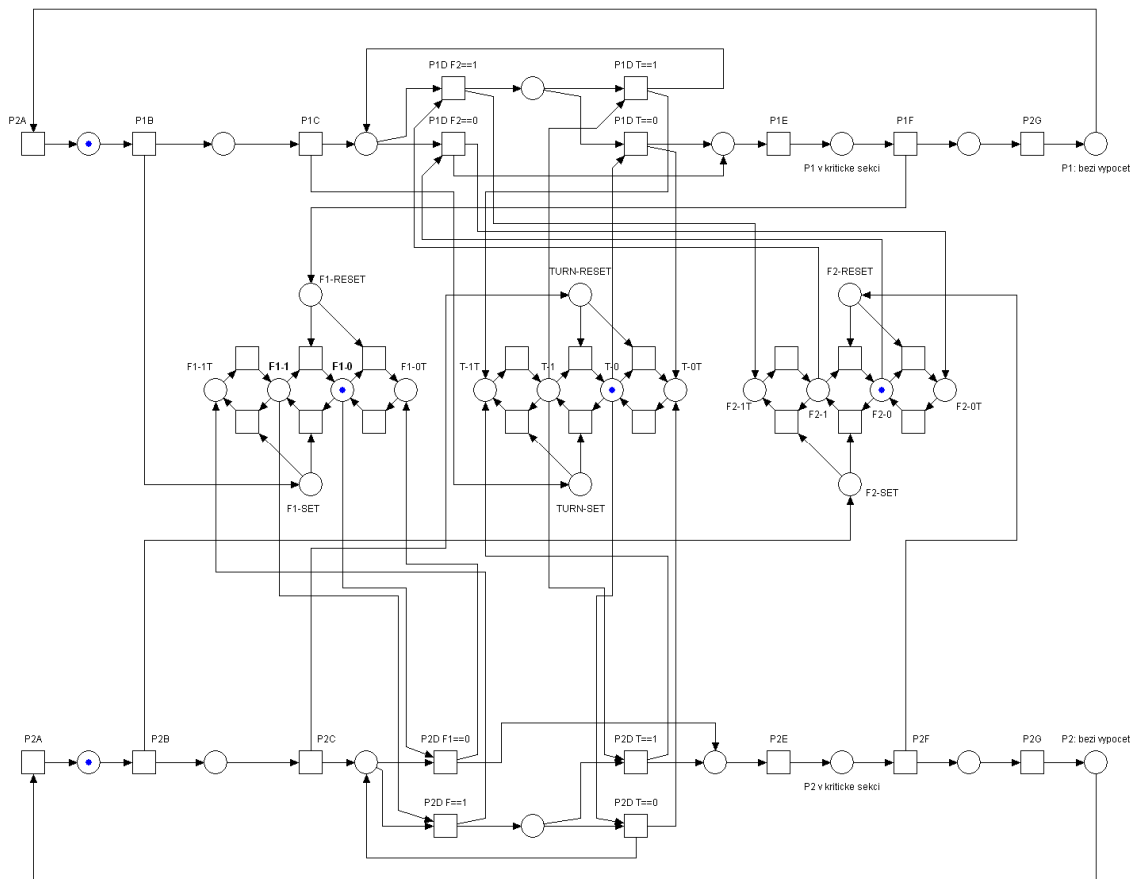 P1D F2==1
P1D T==1
P2A
P1B
P1C
P1D F2==0
P1D T==0
P1E
P1F
P2G
P1 v kriticke sekci
P1: bezi vypocet
F1-RESET
TURN-RESET
F2-RESET
F1-1T
F1-1
F1-0
F1-0T
T-1T
T-1
T-0
T-0T
F2-1T
F2-1
F2-0
F2-0T
F1-SET
TURN-SET
F2-SET
P2A
P2B
P2C
P2D F1==0
P2D T==1
P2E
P2F
P2G
P2: bezi vypocet
P2 v kriticke sekci
P2D F==1
P2D T==0